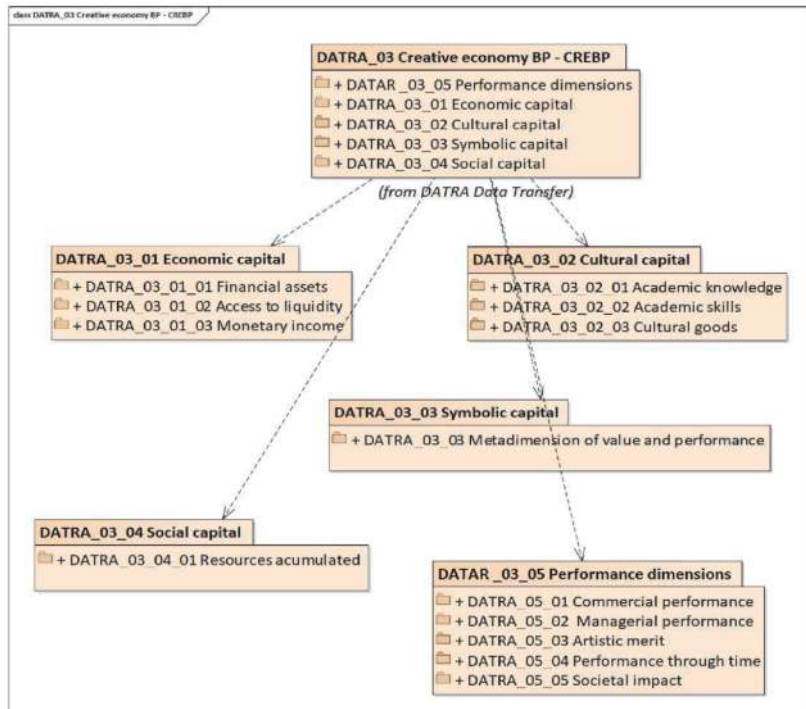 class DATRA_03 Creative economy BP - CREBP
DATRA_03 Creative economy BP - CREBP
+ DATAR _03_05 Performance dimensions
+ DATRA_03_01 Economic capital
+ DATRA_03_02 Cultural capital
+ DATRA_03_03 Symbolic capital
+ DATRA_03_04 Social capital
(from DATRA Data Transfer)
DATRA_03_01 Economic capital
+ DATRA_03_01_01 Financial assets
+ DATRA_03_01_02 Access to liquidity
+ DATRA_03_01_03 Monetary income
DATRA_03_02 Cultural capital
+ DATRA_03_02_01 Academic knowledge
+ DATRA_03_02_02 Academic skills
+ DATRA_03_02_03 Cultural goods
DATRA_03_03 Symbolic capital
+ DATRA_03_03 Metadimension of value and performance
DATRA_03_04 Social capital
+ DATRA_03_04_01 Resources acumulated
DATAR _03_05 Performance dimensions
+ DATRA_05_01 Commercial performance
+ DATRA_05_02 Managerial performance
+ DATRA_05_03 Artistic merit
+ DATRA_05_04 Performance through time
+ DATRA_05_05 Societal impact